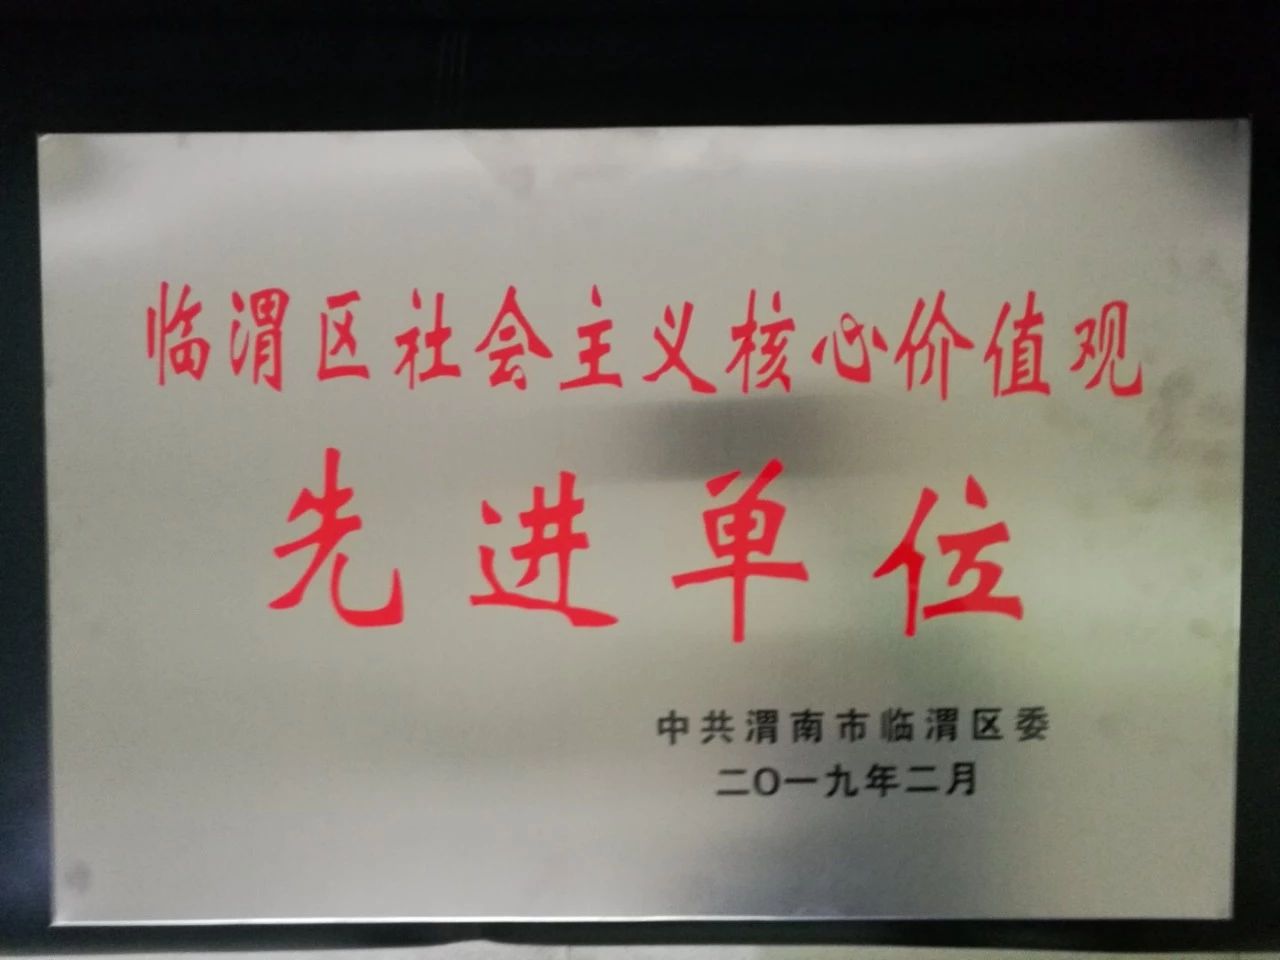 临渭区社会主义核心价值观
先进单位
中共渭南市临渭区委
二〇一九年二月